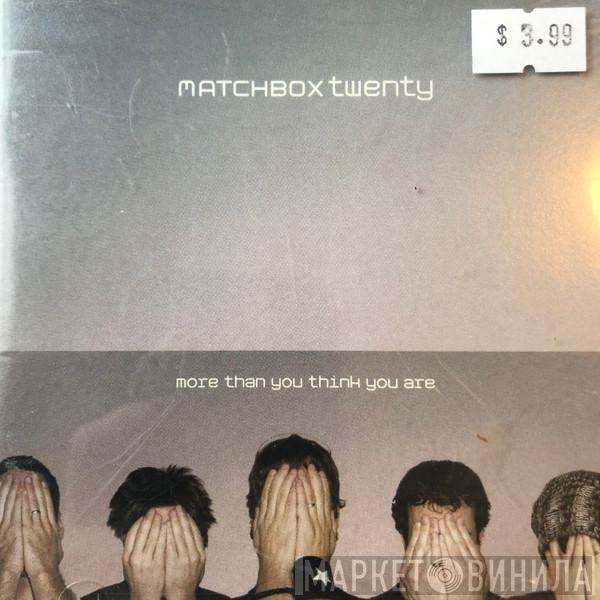 $ 3.99
MATCHBOX twenty
more than you think you are
МАРКЕТ ВИНИЛА